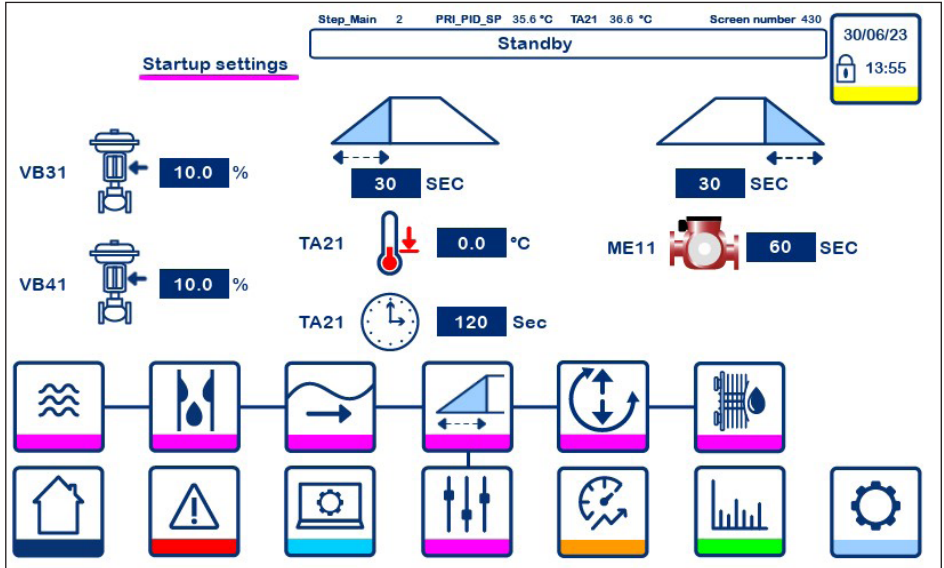 Step_Main 2 PRI_PID_SP 35.6 °C TA21 36.6 °C Screen number 430
Standby
30/06/23
13:55
Startup settings
VB31 10.0 %
30 SEC
30 SEC
TA21 0.0 °C
ME11 60 SEC
VB41 10.0 %
TA21 120 Sec